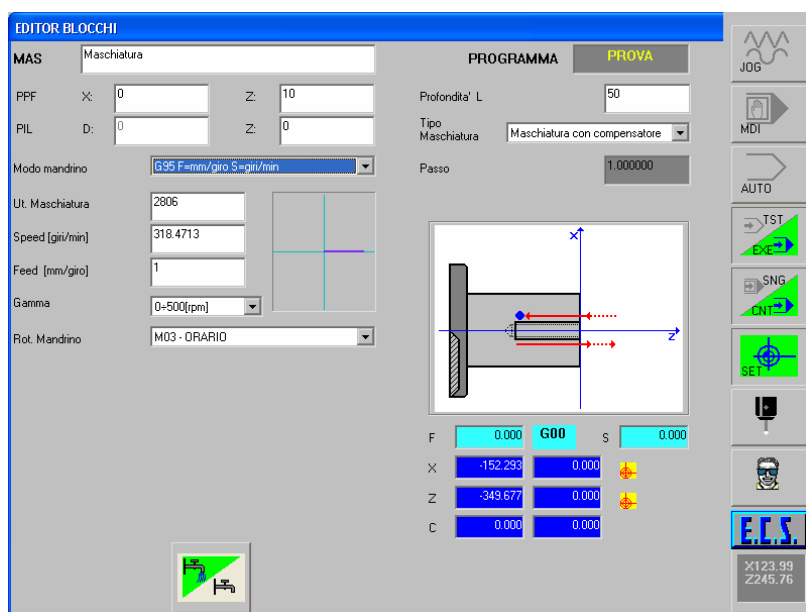 EDITOR BLOCCHI
MAS Maschiatura PROGRAMMA PROVA
PPF X: 0 Z: 10 Profondita' L 50
PIL D: 0 Z: 0 Tipo Maschiatura Maschiatura con compensatore
Modo mandrino G95 F=mm/giro S=giri/min Passo 1.000000
Ut. Maschiatura 2806
Speed [giri/min] 318.4713
Feed [mm/giro] 1
Gamma 0÷500[rpm]
Rot. Mandrino M03 - ORARIO
x
z
F 0.000 G00 S 0.000
X -152.293 0.000
Z -349.677 0.000
C 0.000 0.000
JOG
MDI
AUTO
TST
EXE
SNG
CNT
SET
E.C.S.
X123.99
Z245.76